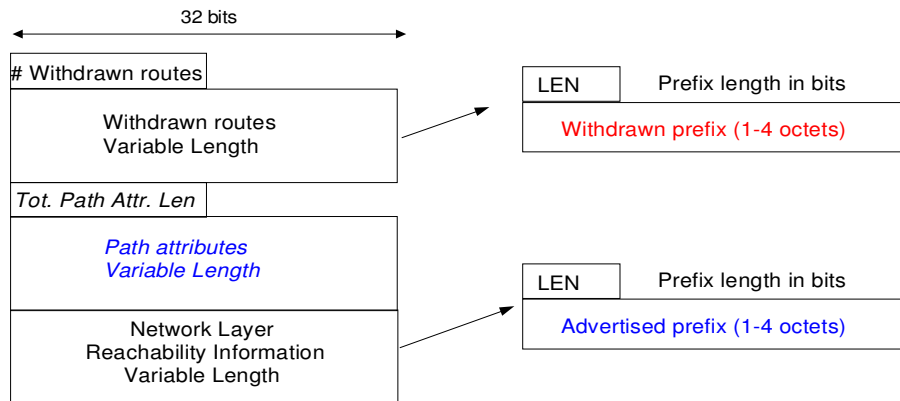 32 bits
# Withdrawn routes
Withdrawn routes
Variable Length
Tot. Path Attr. Len
Path attributes
Variable Length
Network Layer
Reachability Information
Variable Length
LEN
Prefix length in bits
Withdrawn prefix (1-4 octets)
LEN
Prefix length in bits
Advertised prefix (1-4 octets)